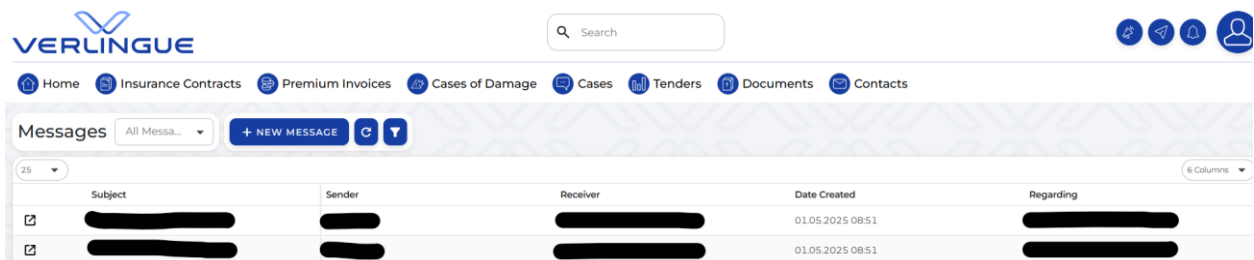 VERLINGUE
Search
Home Insurance Contracts Premium Invoices Cases of Damage Cases Tenders Documents Contacts
Messages All Messa... + NEW MESSAGE
25 6 Columns
Subject Sender Receiver Date Created Regarding
01.05.2025 08:51
01.05.2025 08:51